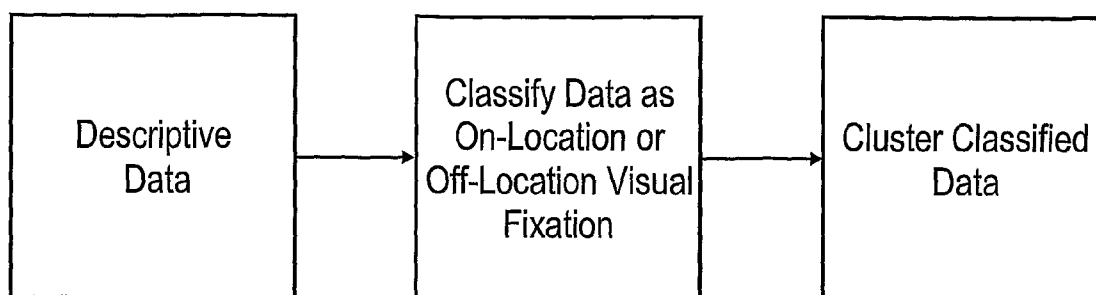 Descriptive
Data
Classify Data as
On-Location or
Off-Location Visual
Fixation
Cluster Classified
Data